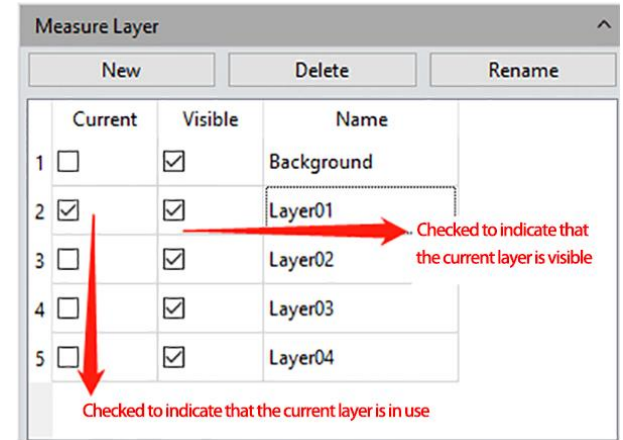 Measure Layer
New Delete Rename
Current Visible Name
1 Background
2 Layer01
Checked to indicate that
3 Layer02 the current layer is visible
4 Layer03
5 Layer04
Checked to indicate that the current layer is in use